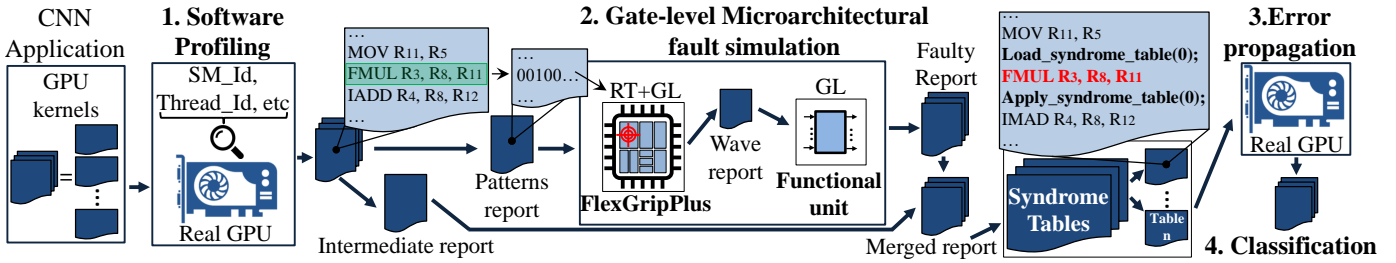 CNN
Application
GPU
kernels
=
1. Software
Profiling
SM_Id,
Thread_Id, etc
Real GPU
...
MOV R11, R5
FMUL R3, R8, R11
IADD R4, R8, R12
...
Intermediate report
...
00100...
...
Patterns
report
2. Gate-level Microarchitectural
fault simulation
RT+GL
FlexGripPlus
Wave
report
GL
Functional
unit
Faulty
Report
Merged report
...
MOV R11, R5
Load_syndrome_table(0);
FMUL R3, R8, R11
Apply_syndrome_table(0);
IMAD R4, R8, R12
...
Syndrome
Tables
Table
n
3.Error
propagation
Real GPU
4. Classification